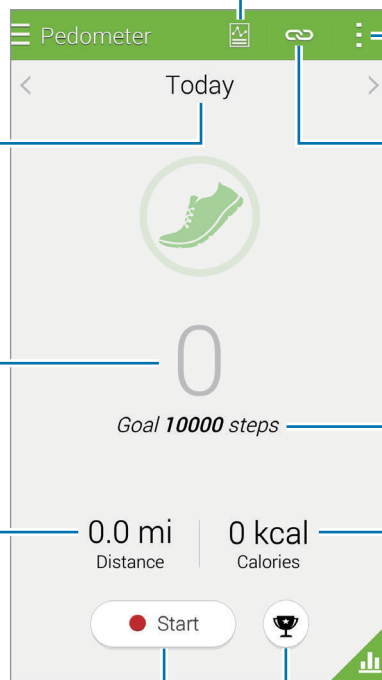 Pedometer
Today
0
Goal 10000 steps
0.0 mi
0 kcal
Distance
Calories
Start